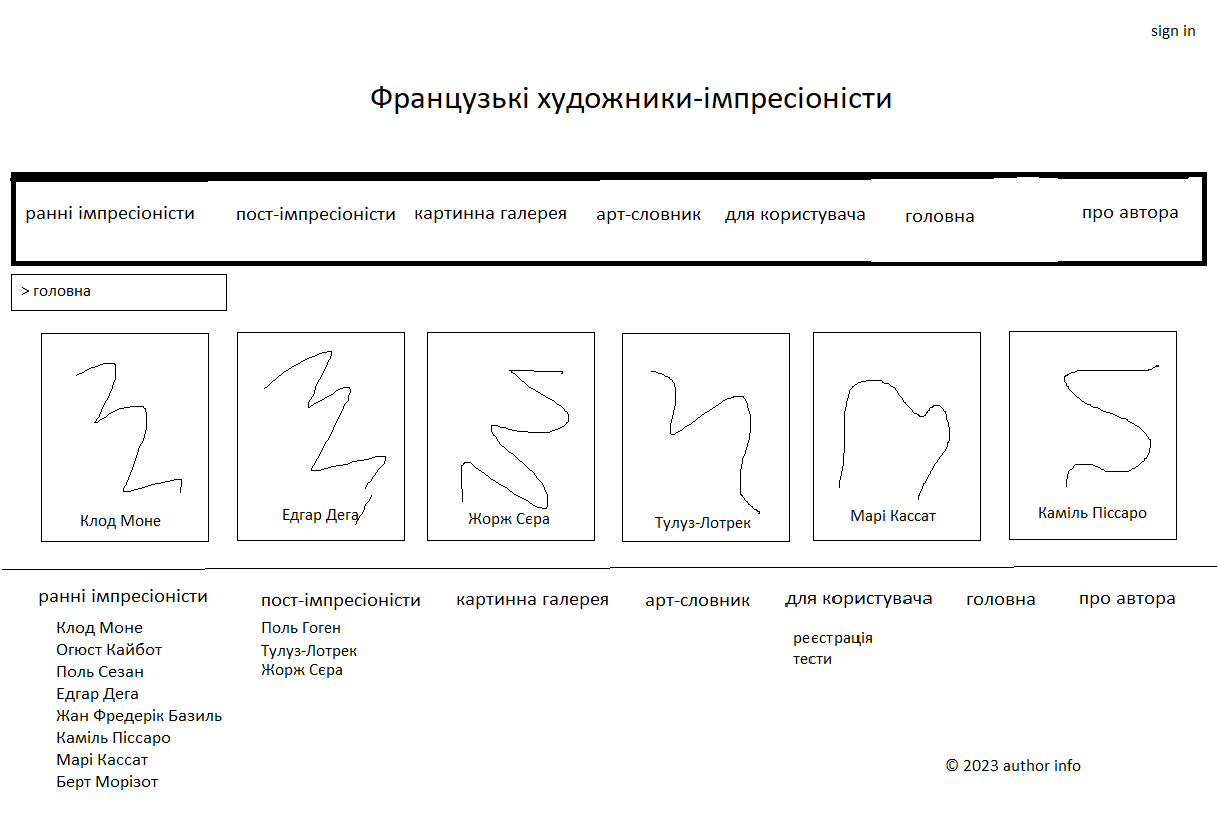 sign in
Французькі художники-імпресіоністи
ранні імпресіоністи пост-імпресіоністи картинна галерея арт-словник для користувача головна про автора
> головна
Клод Моне
Едгар Дега
Жорж Сєра
Тулуз-Лотрек
Марі Кассат
Каміль Піссаро
ранні імпресіоністи
Клод Моне
Огюст Кайбот
Поль Сезан
Едгар Дега
Жан Фредерік Базиль
Каміль Піссаро
Марі Кассат
Берт Морізот
пост-імпресіоністи
Поль Гоген
Тулуз-Лотрек
Жорж Сєра
картинна галерея
арт-словник
для користувача
реєстрація
тести
головна
про автора
© 2023 author info